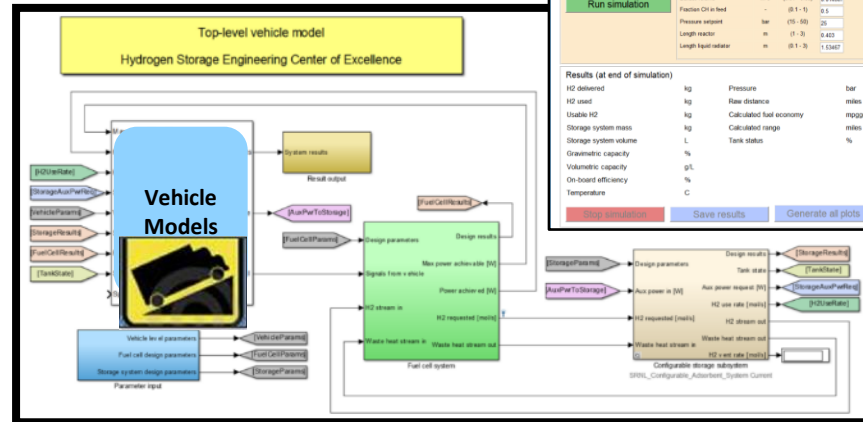 Top-level vehicle model
Hydrogen Storage Engineering Center of Excellence
Run simulation
Fraction CH in feed - (0.1 - 1) 0.5
Pressure setpoint bar (15 - 50) 25
Length reactor m (1 - 3) 0.403
Length liquid radiator m (0.1 - 3) 1.53467
Results (at end of simulation)
H2 delivered kg Pressure bar
H2 used kg Raw distance miles
Usable H2 kg Calculated fuel economy mpgg
Storage system mass kg Calculated range miles
Storage system volume L Tank status %
Gravimetric capacity %
Volumetric capacity g/L
On-board efficiency %
Temperature C
Stop simulation Save results Generate all plots
[H2UseRate]
[StorageAuxPwrReq]
[VehicleParams]
[StorageResults]
[FuelCellResults]
[TankState]
Vehicle
Models
System results
Result output
[AuxPwrToStorage]
[FuelCellParams]
[FuelCellResults]
Vehicle level parameters
Fuel cell design parameters
Storage system design parameters
Parameter input
[VehicleParams]
[FuelCellParams]
[StorageParams]
Design parameters
Signals from vehicle
H2 stream in
Waste heat stream in
Design results
Max power achievable [W]
Power achieved [W]
H2 requested [mol/s]
Waste heat stream out
Fuel cell system
[StorageParams]
[AuxPwrToStorage]
Design parameters
Aux power in [W]
H2 requested [mol/s]
Waste heat stream in
Design results
Tank state
Aux power request [W]
H2 use rate [mol/s]
H2 stream out
Waste heat stream out
H2 vent rate [mol/s]
[StorageResults]
[TankState]
[StorageAuxPwrReq]
[H2UseRate]
Configurable storage subsystem
SRNL_Configurable_Adsorbent_System Current